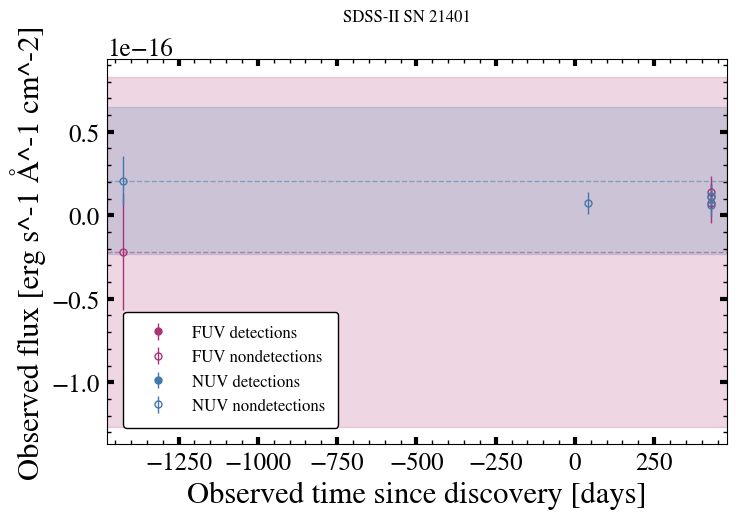 SDSS-II SN 21401
1e−16
Observed flux [erg s^-1 Å^-1 cm^-2]
0.5
0.0
−0.5
−1.0
FUV detections
FUV nondetections
NUV detections
NUV nondetections
−1250 −1000 −750 −500 −250 0 250
Observed time since discovery [days]